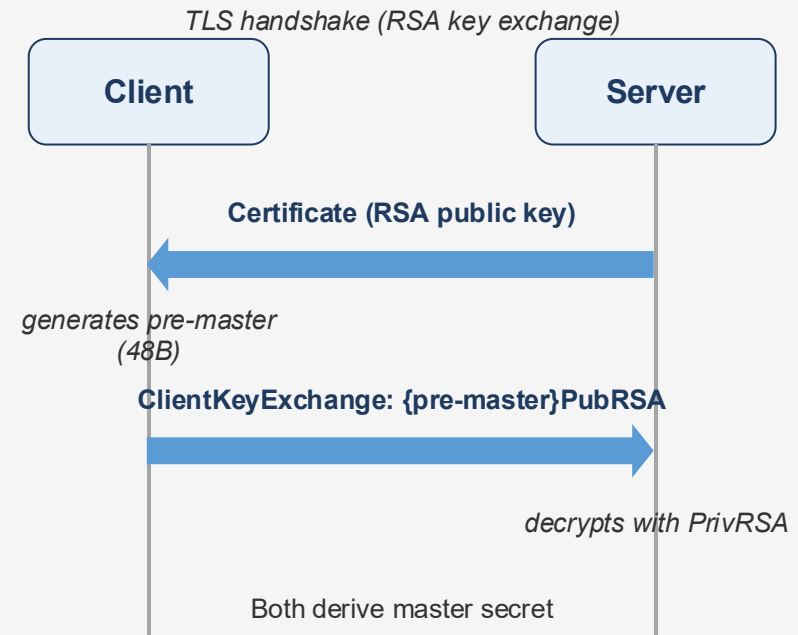 TLS handshake (RSA key exchange)
Client
Server
Certificate (RSA public key)
generates pre-master
(48B)
ClientKeyExchange: {pre-master}PubRSA
decrypts with PrivRSA
Both derive master secret